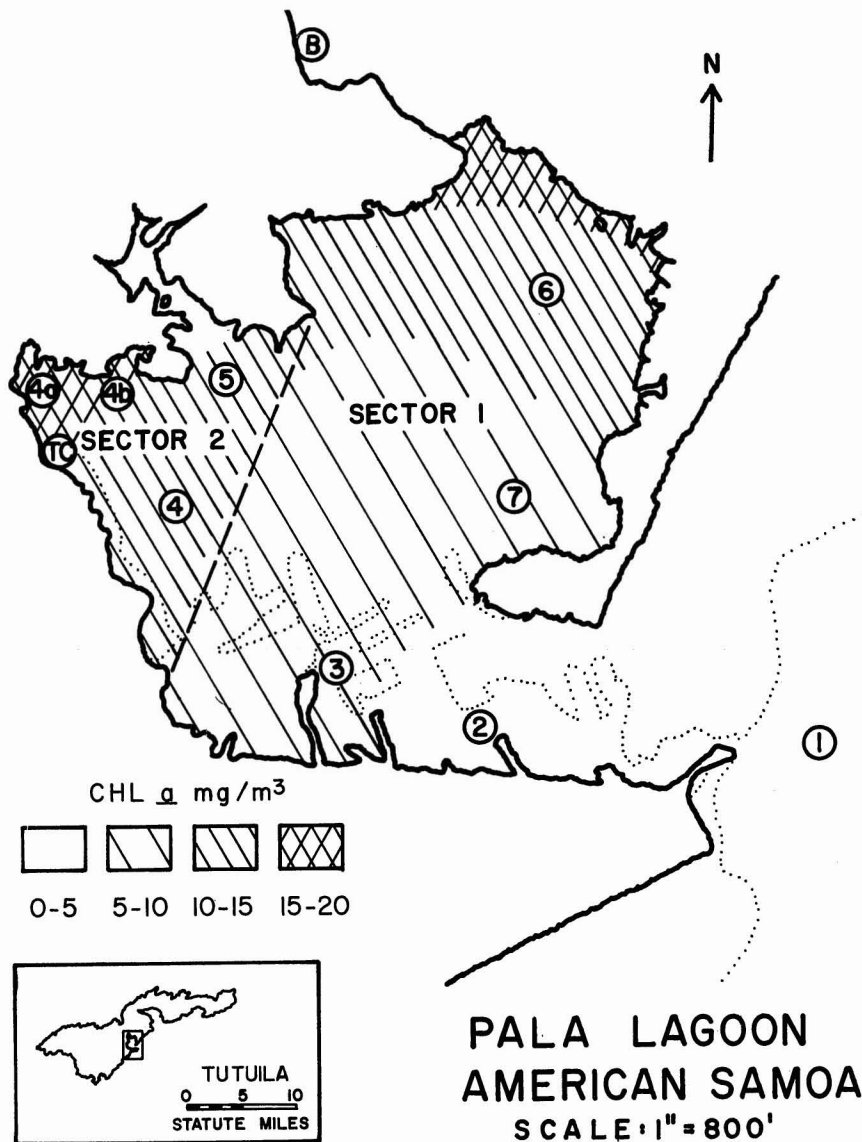 B
N
6
5
4a
4b
SECTOR 1
TC
SECTOR 2
7
4
3
2
1
CHL a mg/m³
0-5 5-10 10-15 15-20
TUTUILA
0 5 10
STATUTE MILES
PALA LAGOON
AMERICAN SAMOA
SCALE: 1" = 800'